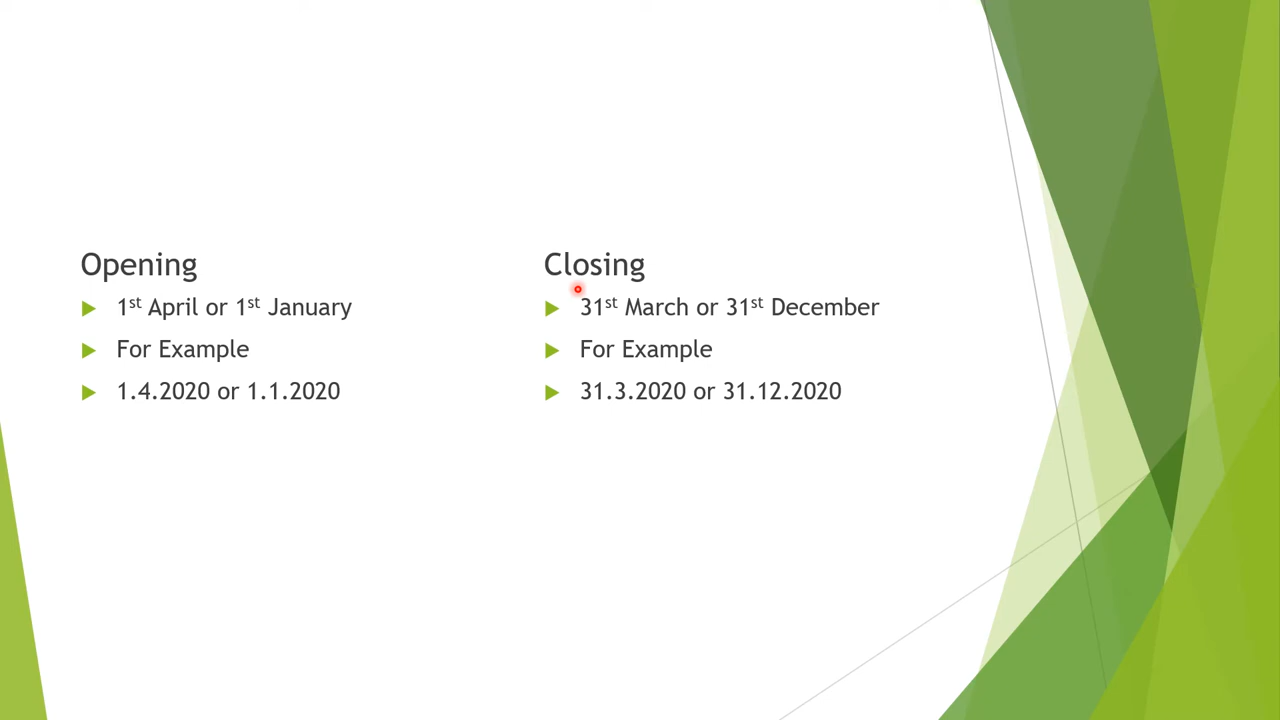 Opening
1st April or 1st January
For Example
1.4.2020 or 1.1.2020
Closing
31st March or 31st December
For Example
31.3.2020 or 31.12.2020